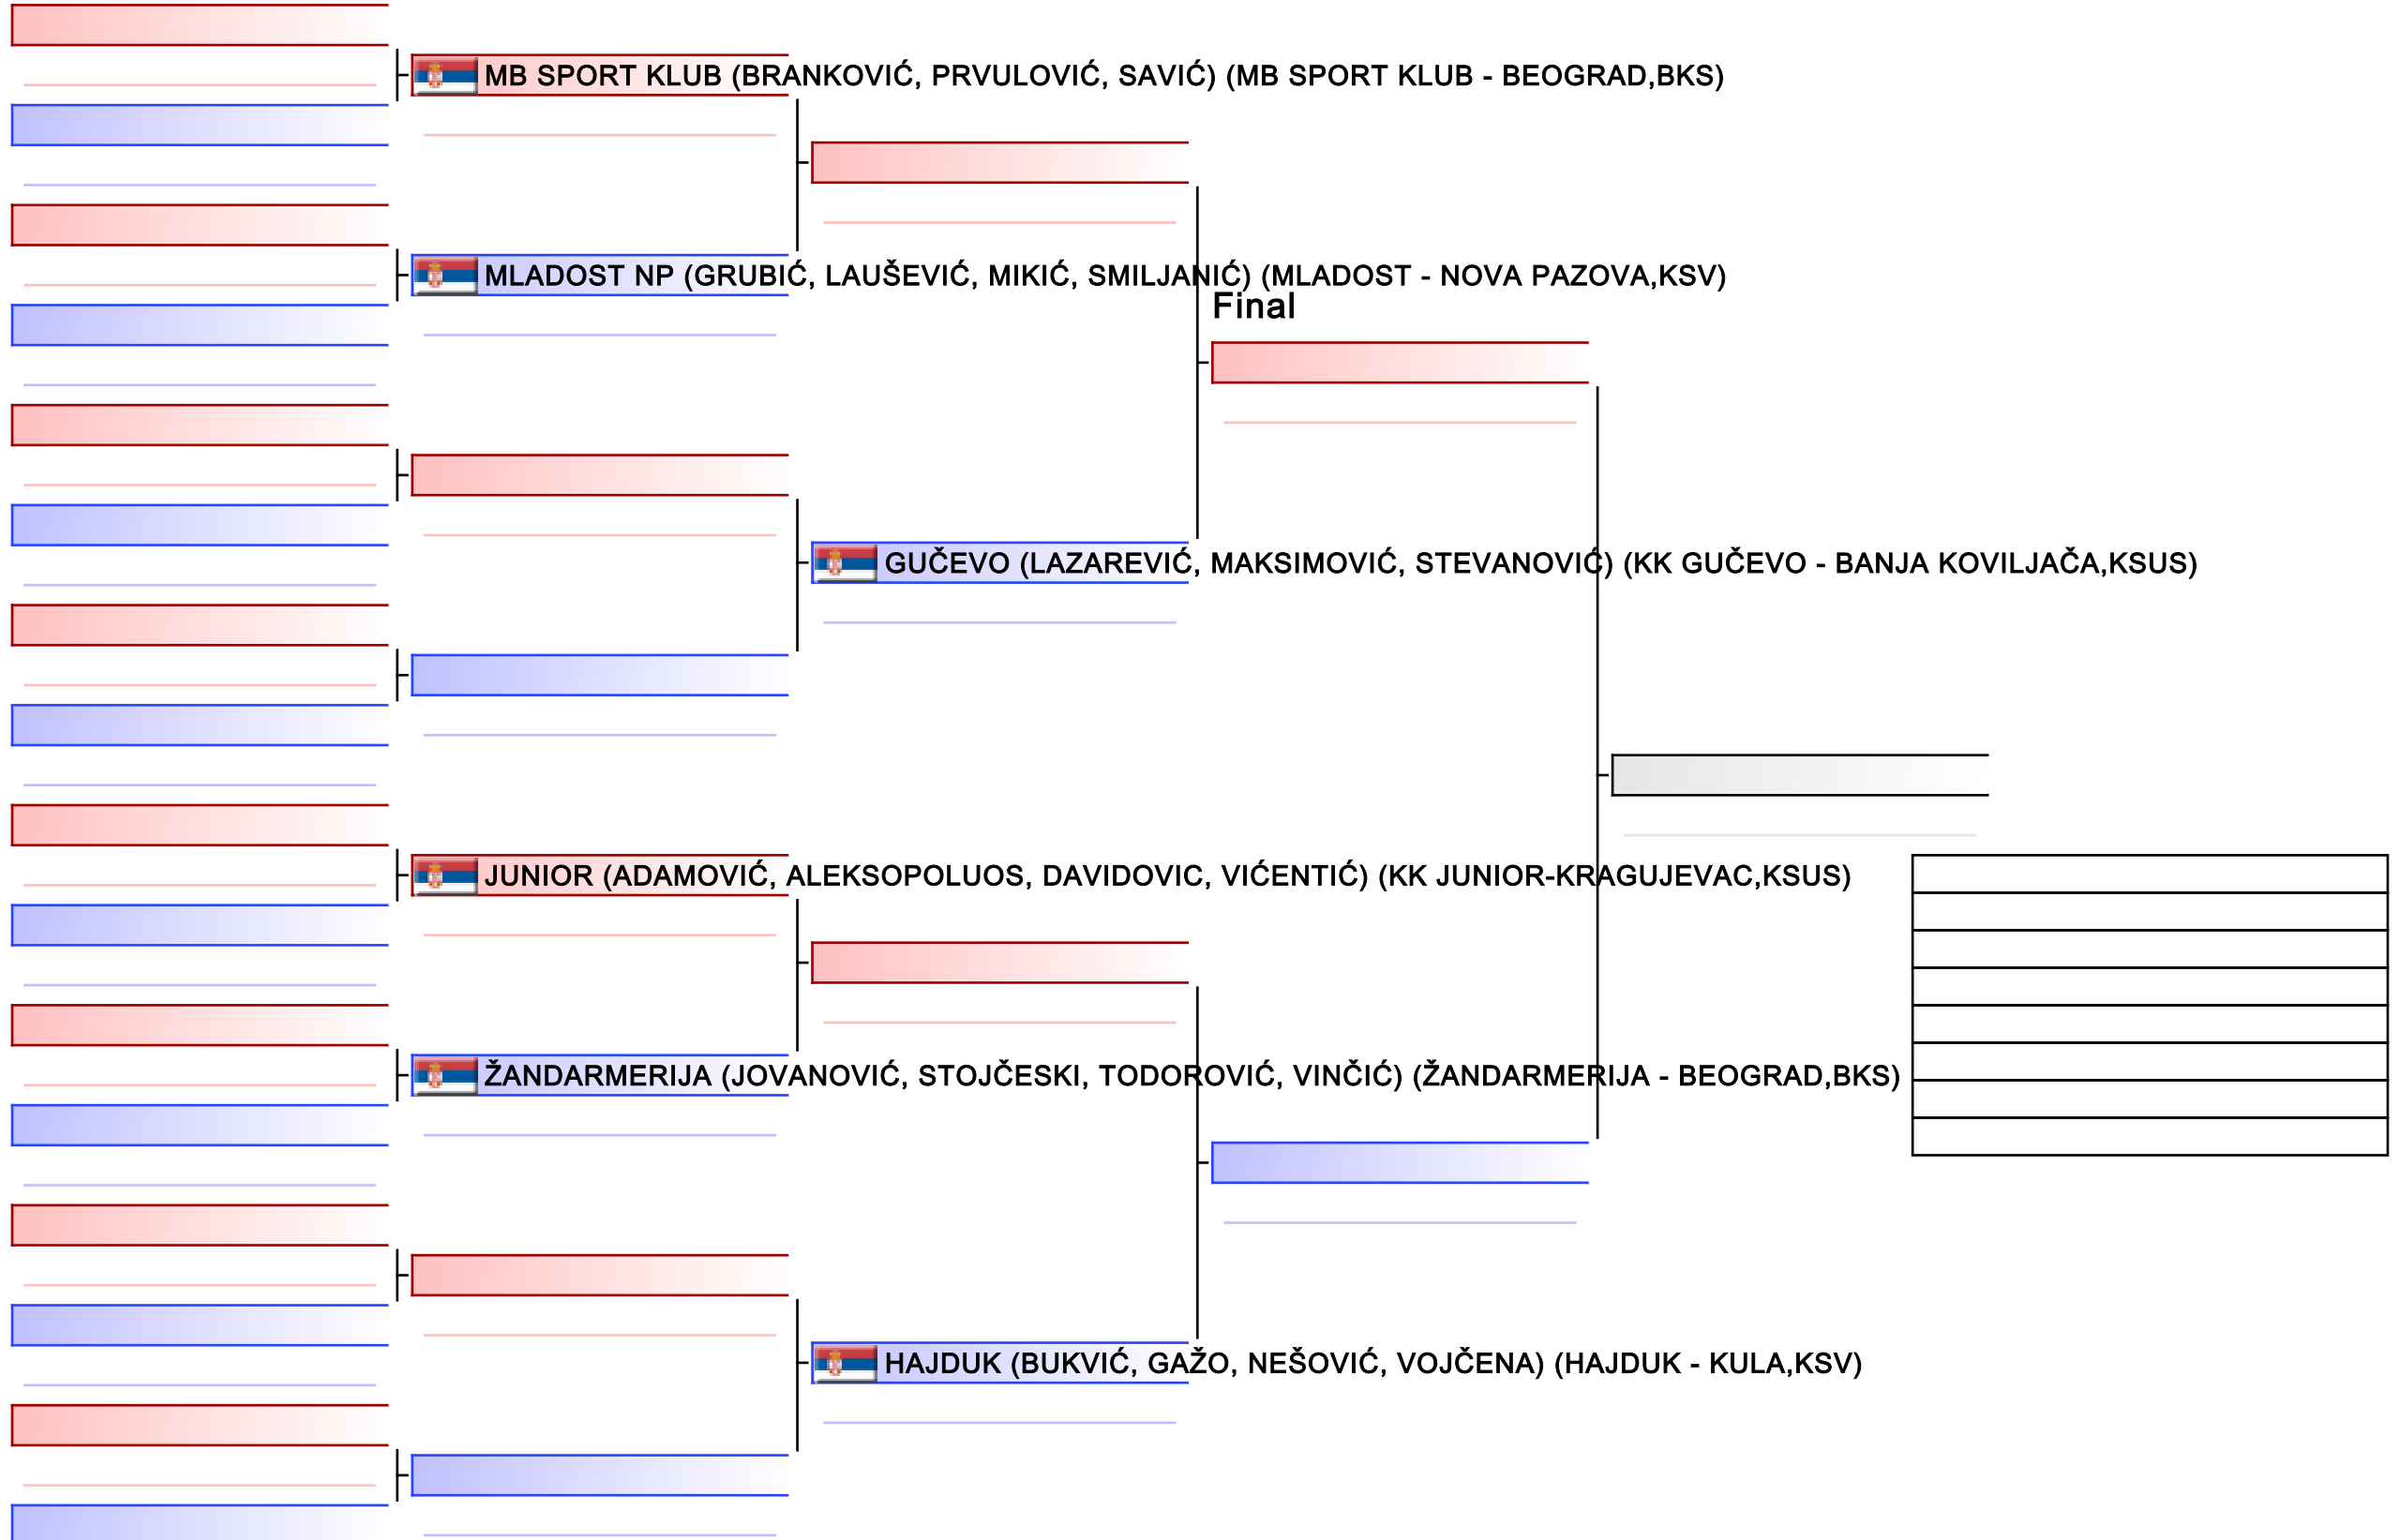 MB SPORT KLUB (BRANKOVIĆ, PRVULOVIĆ, SAVIĆ) (MB SPORT KLUB - BEOGRAD,BKS)
MLADOST NP (GRUBIĆ, LAUŠEVIĆ, MIKIĆ, SMILJANIĆ) (MLADOST - NOVA PAZOVA,KSV)
Final
GUČEVO (LAZAREVIĆ, MAKSIMOVIĆ, STEVANOVIĆ) (KK GUČEVO - BANJA KOVILJAČA,KSUS)
JUNIOR (ADAMOVIĆ, ALEKSOPOLUOS, DAVIDOVIC, VIĆENTIĆ) (KK JUNIOR-KRAGUJEVAC,KSUS)
ŽANDARMERIJA (JOVANOVIĆ, STOJČESKI, TODOROVIĆ, VINČIĆ) (ŽANDARMERIJA - BEOGRAD,BKS)
HAJDUK (BUKVIĆ, GAŽO, NEŠOVIĆ, VOJČENA) (HAJDUK - KULA,KSV)